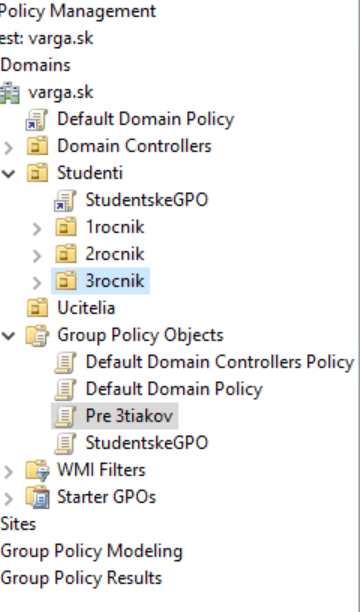 Policy Management
est: varga.sk
Domains
varga.sk
Default Domain Policy
Domain Controllers
Studenti
StudentskeGPO
1rocnik
2rocnik
3rocnik
Ucitelia
Group Policy Objects
Default Domain Controllers Policy
Default Domain Policy
Pre 3tiakov
StudentskeGPO
WMI Filters
Starter GPOs
Sites
Group Policy Modeling
Group Policy Results